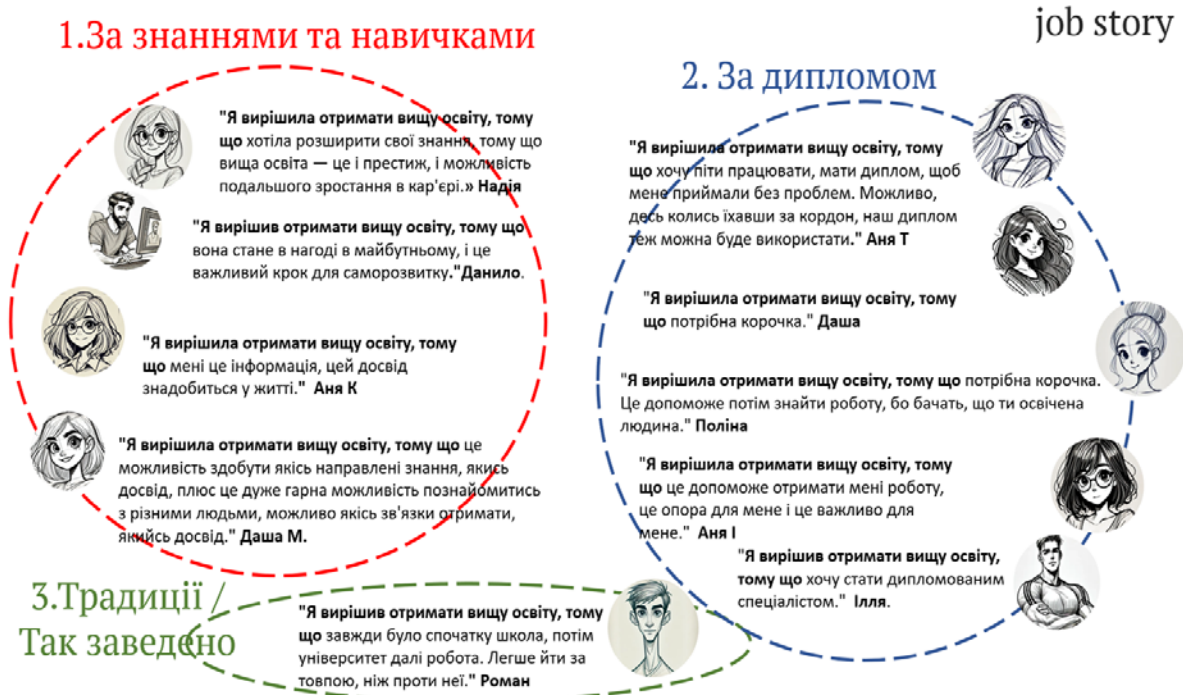 job story
1.За знаннями та навичками
"Я вирішила отримати вищу освіту, тому
що хотіла розширити свої знання, тому що
вища освіта — це і престиж, і можливість
подальшого зростання в кар'єрі.» Надія
"Я вирішив отримати вищу освіту, тому що
вона стане в нагоді в майбутньому, і це
важливий крок для саморозвитку."Данило.
"Я вирішила отримати вищу освіту, тому
що мені це інформація, цей досвід
знадобиться у житті." Аня К
"Я вирішила отримати вищу освіту, тому що це
можливість здобути якісь направлені знання, якись
досвід, плюс це дуже гарна можливість познайомитись
з різними людьми, можливо якісь зв'язки отримати,
якийсь досвід." Даша М.
2. За дипломом
"Я вирішила отримати вищу освіту, тому
що хочу піти працювати, мати диплом, щоб
мене приймали без проблем. Можливо,
десь колись їхавши за кордон, наш диплом
теж можна буде використати." Аня Т
"Я вирішила отримати вищу освіту, тому
що потрібна корочка." Даша
"Я вирішила отримати вищу освіту, тому що потрібна корочка.
Це допоможе потім знайти роботу, бо бачать, що ти освічена
людина." Поліна
"Я вирішила отримати вищу освіту, тому
що це допоможе отримати мені роботу,
це опора для мене і це важливо для
мене." Аня І
"Я вирішив отримати вищу освіту,
тому що хочу стати дипломованим
спеціалістом." Ілля.
3.Традиції /
Так заведено
"Я вирішив отримати вищу освіту, тому
що завжди було спочатку школа, потім
університет далі робота. Легше йти за
товпою, ніж проти неї." Роман